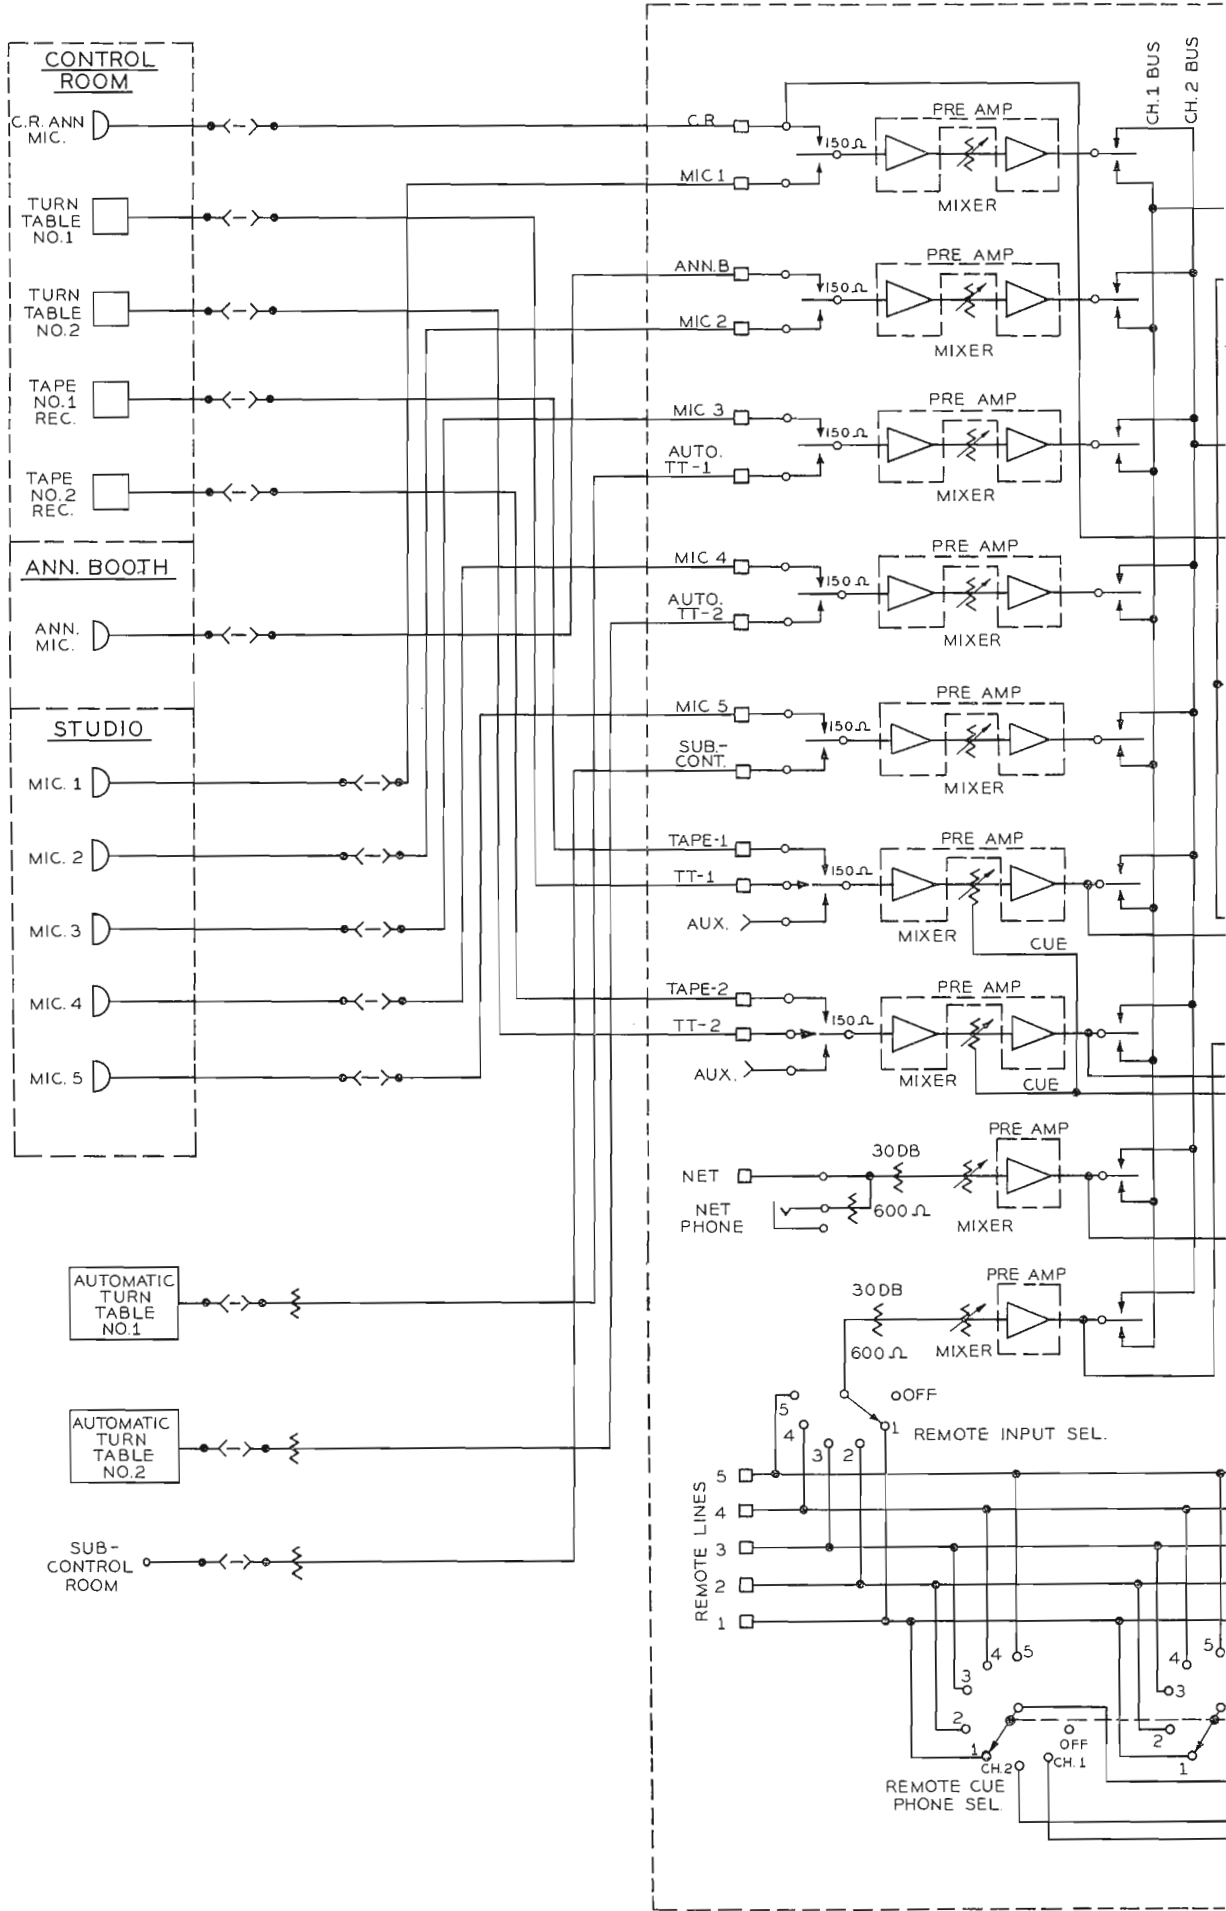 CONTROL
ROOM
C.R. ANN
MIC.
TURN
TABLE
NO.1
TURN
TABLE
NO.2
TAPE
NO.1
REC.
TAPE
NO.2
REC.
ANN. BOOTH
ANN.
MIC.
STUDIO
MIC. 1
MIC. 2
MIC. 3
MIC. 4
MIC. 5
AUTOMATIC
TURN
TABLE
NO.1
AUTOMATIC
TURN
TABLE
NO.2
SUB-
CONTROL
ROOM
CH.1 BUS
CH.2 BUS
C.R
MIC 1
150Ω
PRE AMP
MIXER
ANN.B
MIC 2
150Ω
PRE AMP
MIXER
MIC 3
AUTO.
TT-1
150Ω
PRE AMP
MIXER
MIC 4
AUTO.
TT-2
150Ω
PRE AMP
MIXER
MIC 5
SUB.-
CONT.
150Ω
PRE AMP
MIXER
TAPE-1
TT-1
AUX.
150Ω
PRE AMP
MIXER
CUE
TAPE-2
TT-2
AUX.
150Ω
PRE AMP
MIXER
CUE
NET
NET
PHONE
30DB
600Ω
MIXER
PRE AMP
30DB
600Ω
MIXER
PRE AMP
5
4
3
2
1
OFF
REMOTE INPUT SEL.
REMOTE LINES
5
4
3
2
1
5
4
3
2
1
CH.2
CH.1
OFF
REMOTE CUE
PHONE SEL.
5
4
3
2
1